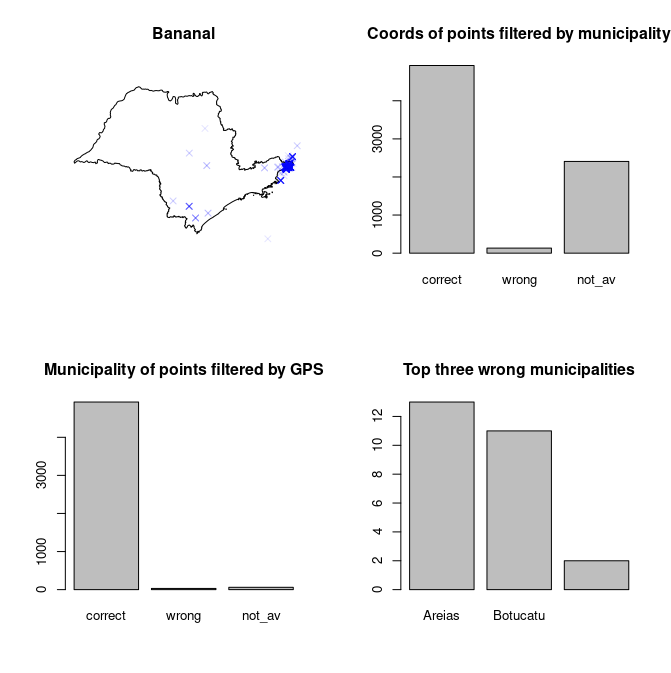 Bananal
Coords of points filtered by municipality
3000
1000
0
correct wrong not_av
Municipality of points filtered by GPS
3000
1000
0
correct wrong not_av
Top three wrong municipalities
12
10
8
6
4
2
0
Areias Botucatu